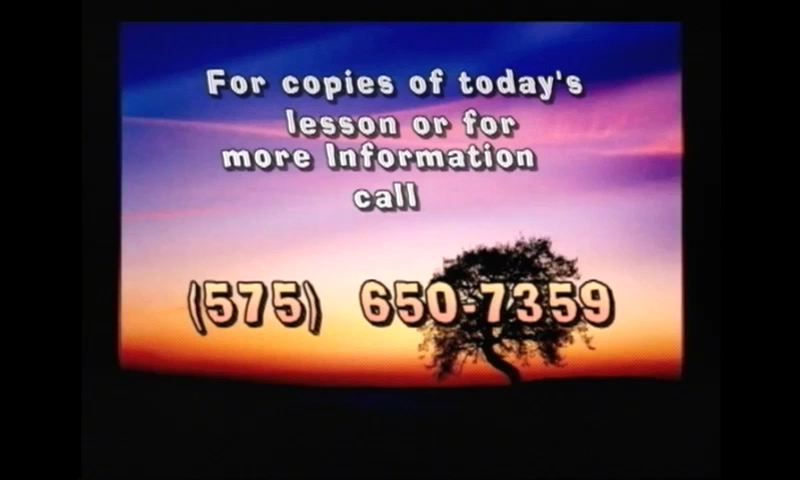 For copies of today's
lesson or for
more Information
call
(575) 650-7359